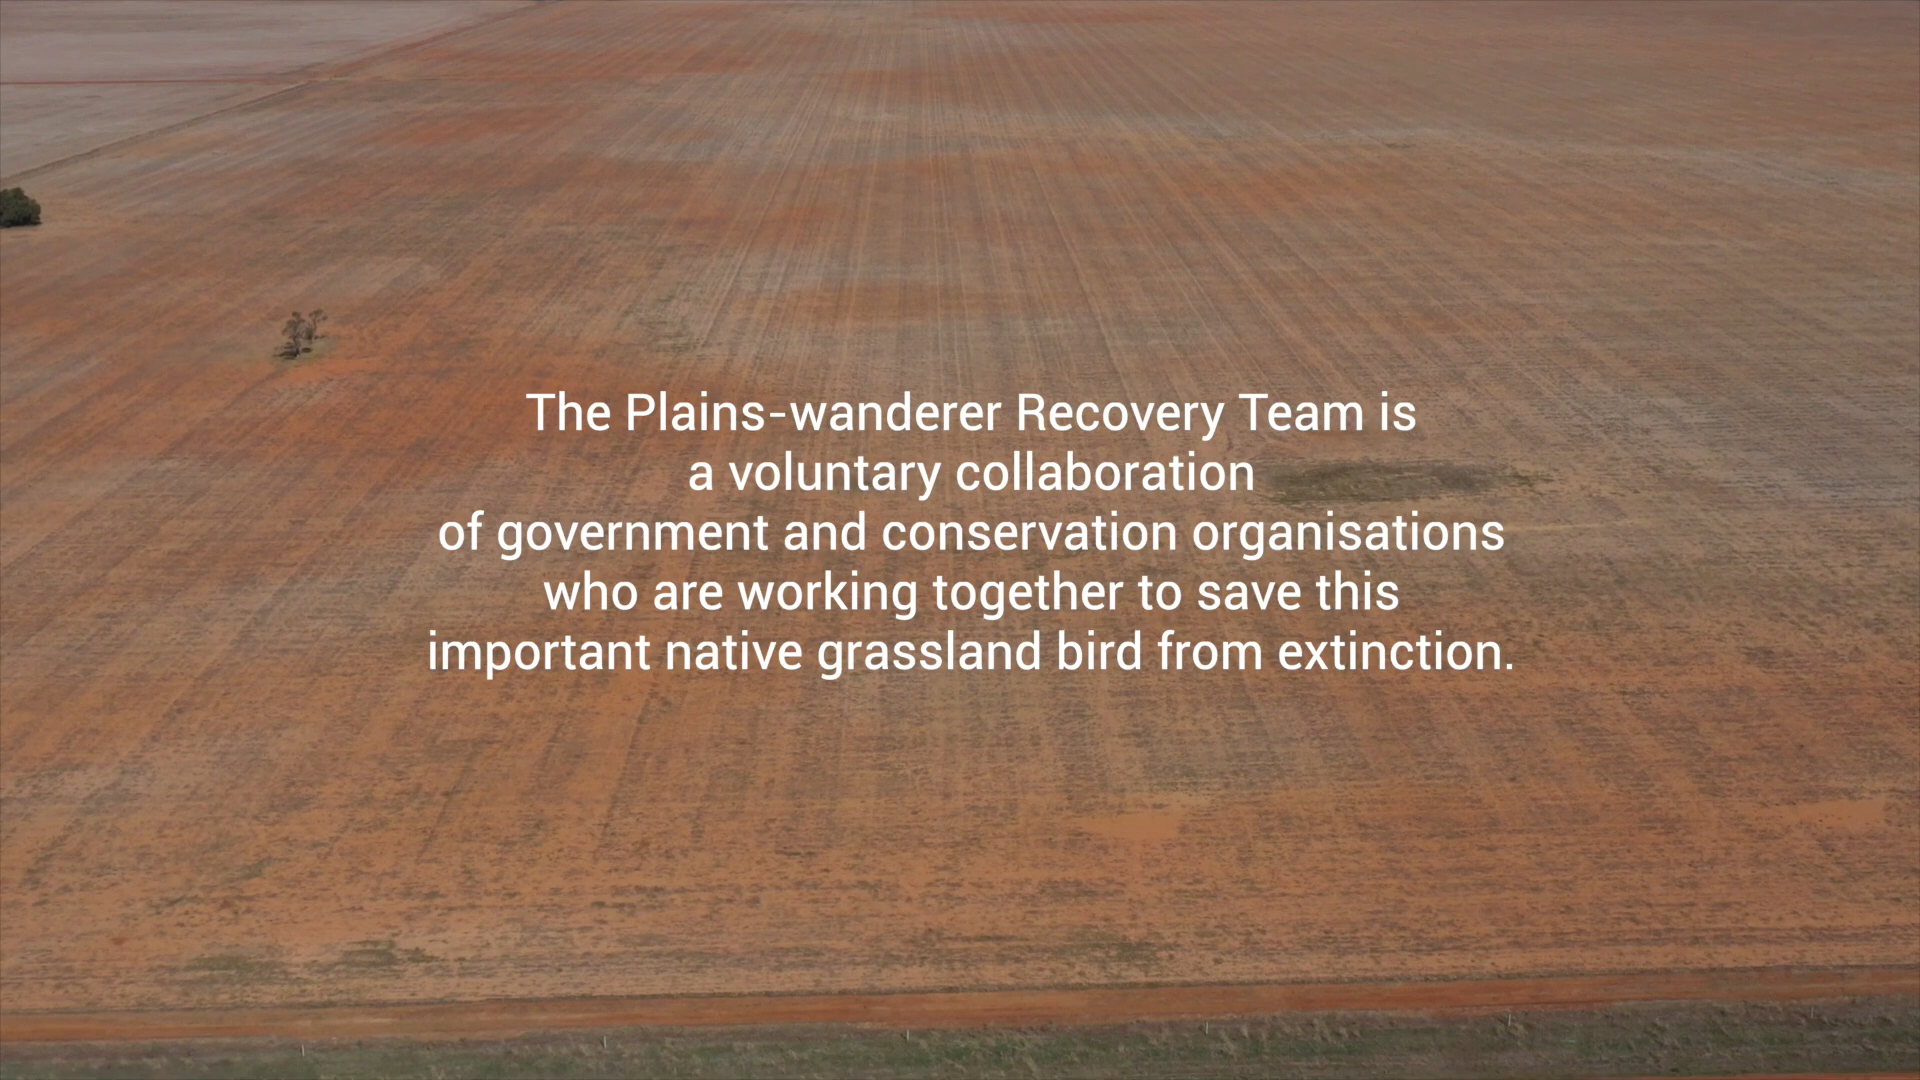 The Plains-wanderer Recovery Team is
a voluntary collaboration
of government and conservation organisations
who are working together to save this
important native grassland bird from extinction.